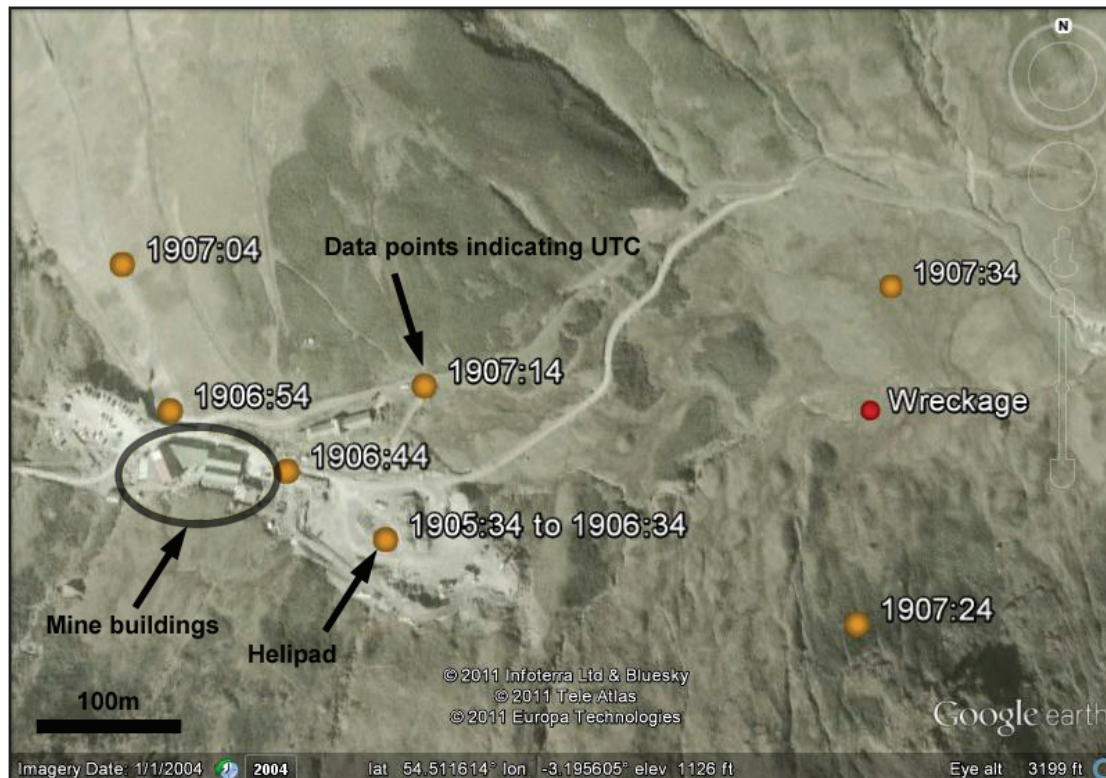 N
1907:04
Data points indicating UTC
1907:34
1907:14
1906:54
Wreckage
1906:44
1905:34 to 1906:34
Mine buildings
1907:24
Helipad
© 2011 Infoterra Ltd & Bluesky
100m
© 2011 Tele Atlas
© 2011 Europa Technologies
Google earth
Imagery Date: 1/1/2004 2004 lat 54.511614° lon -3.195605° elev 1126 ft Eye alt 3199 ft